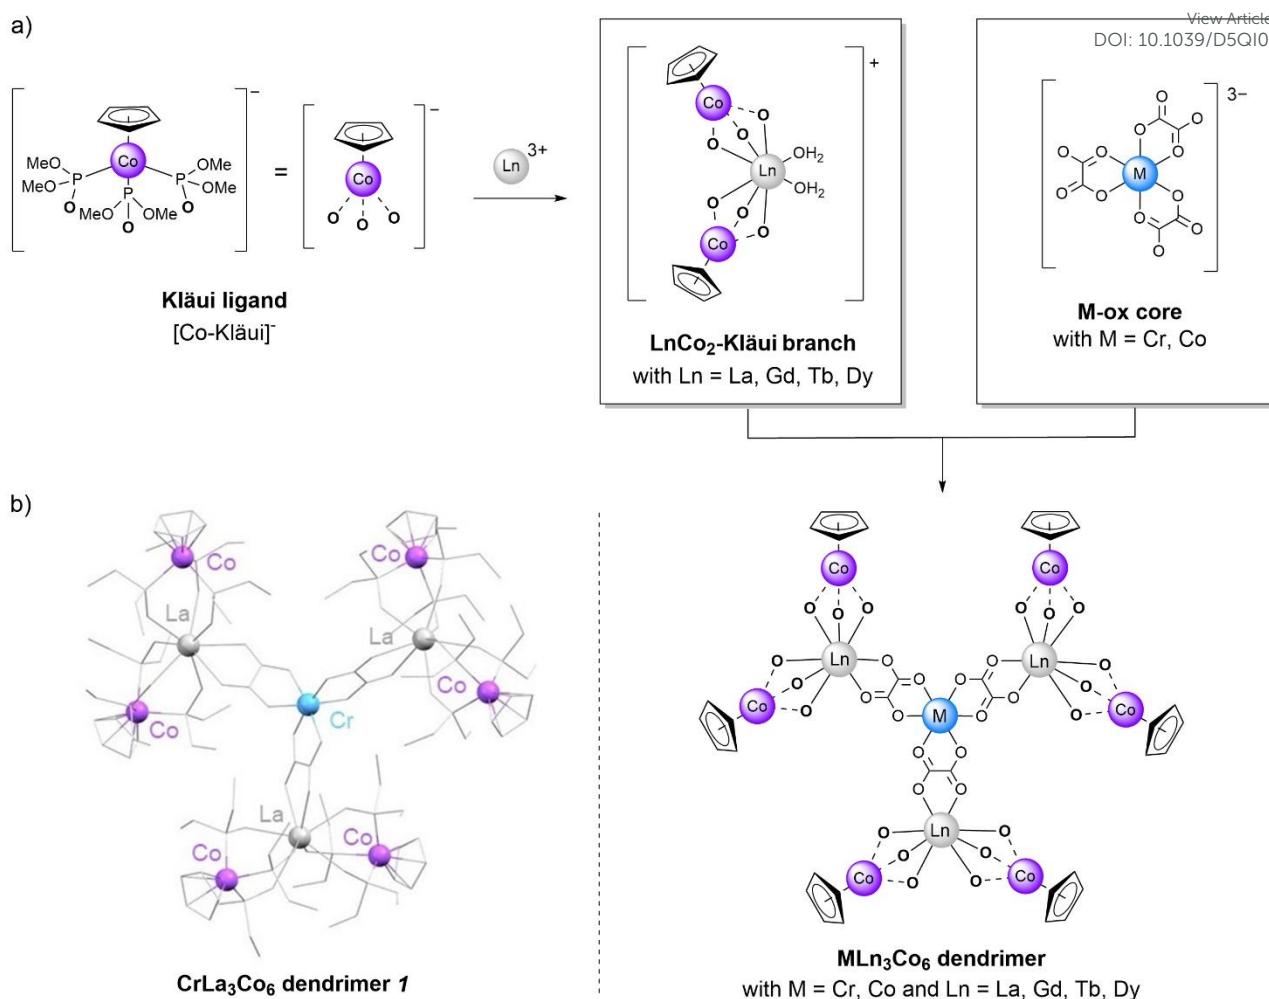 a)
View Article
DOI: 10.1039/D5QI0
−
Co
MeO
MeO
P
O
MeO
P
OMe
O
P
OMe
OMe
O
=
−
Co
O
O
O
Ln
3+
+
Co
O
O
O
Ln
OH2
OH2
O
O
O
Co
3−
M
O
O
O
O
O
O
O
O
O
O
O
O
Kläui ligand
[Co-Kläui]-
LnCo2-Kläui branch
with Ln = La, Gd, Tb, Dy
M-ox core
with M = Cr, Co
b)
Co
Co
La
La
Co
Co
Cr
La
Co
Co
CrLa3Co6 dendrimer 1
Co
Co
O
O
O
O
O
O
Ln
Ln
O
O
O
O
O
O
Co
Co
O
O
O
O
O
O
O
O
M
O
O
O
O
Ln
O
O
O
O
O
O
Co
Co
MLn3Co6 dendrimer
with M = Cr, Co and Ln = La, Gd, Tb, Dy